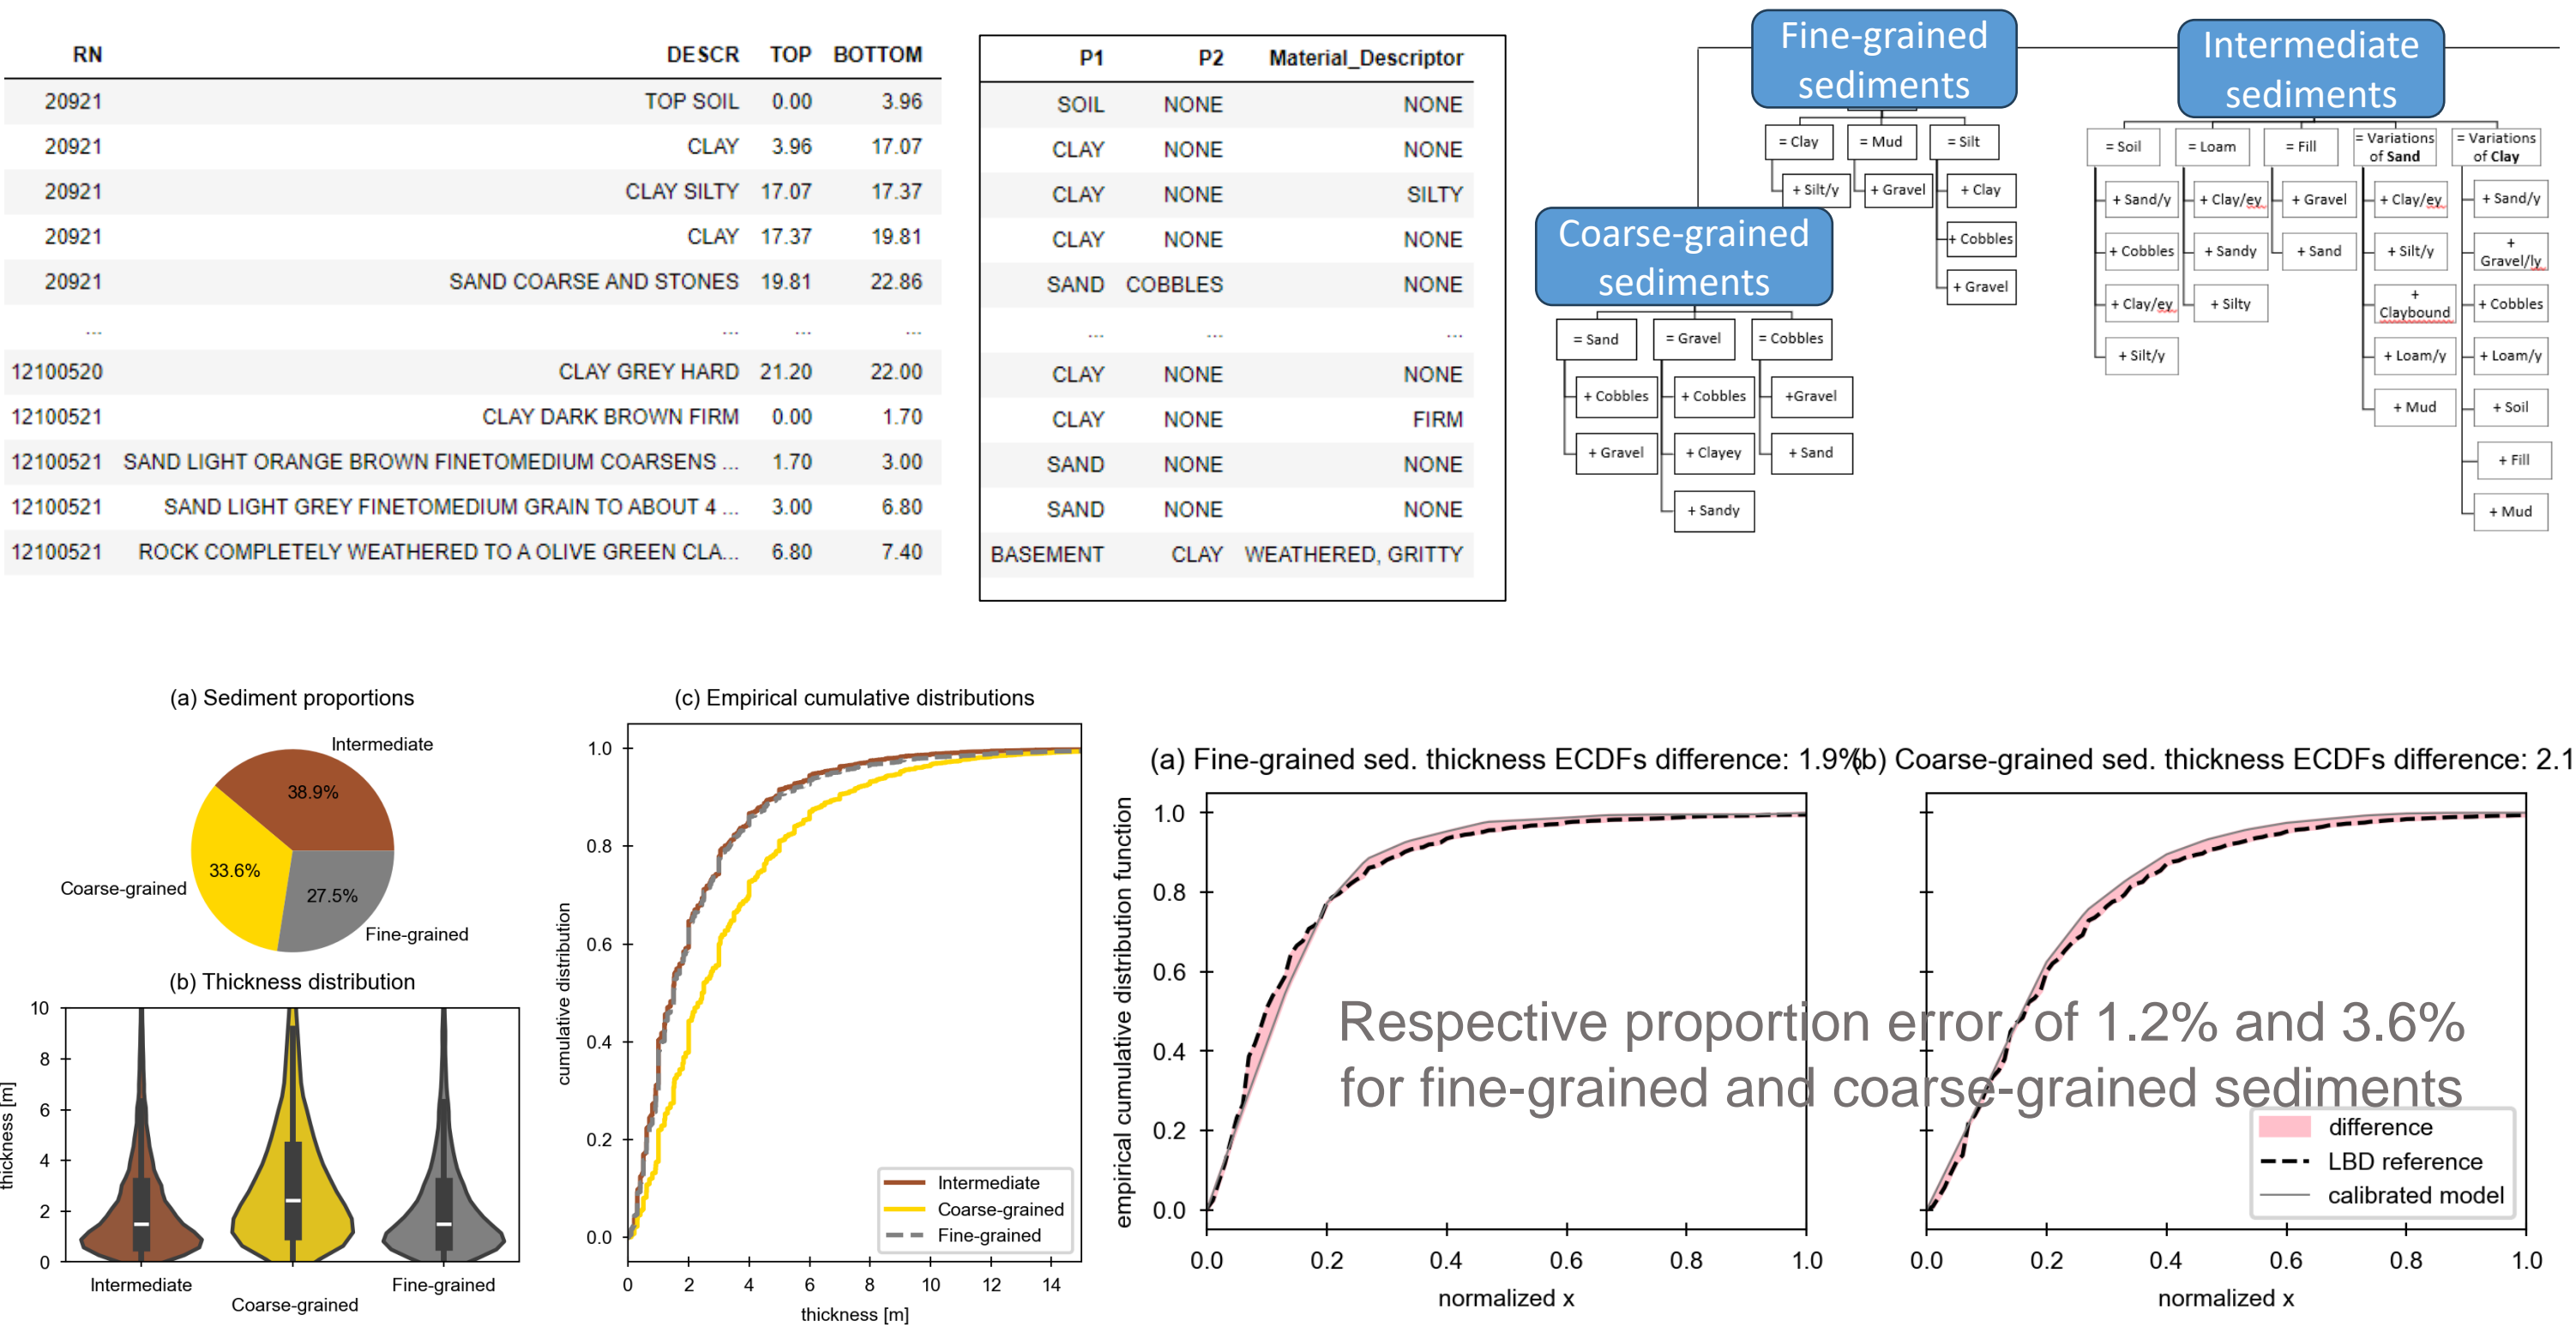 RN DESCR TOP BOTTOM
20921 TOP SOIL 0.00 3.96
20921 CLAY 3.96 17.07
20921 CLAY SILTY 17.07 17.37
20921 CLAY 17.37 19.81
20921 SAND COARSE AND STONES 19.81 22.86
... ... ... ...
12100520 CLAY GREY HARD 21.20 22.00
12100521 CLAY DARK BROWN FIRM 0.00 1.70
12100521 SAND LIGHT ORANGE BROWN FINETOMEDIUM COARSENS ... 1.70 3.00
12100521 SAND LIGHT GREY FINETOMEDIUM GRAIN TO ABOUT 4 ... 3.00 6.80
12100521 ROCK COMPLETELY WEATHERED TO A OLIVE GREEN CLA... 6.80 7.40
P1 P2 Material_Descriptor
SOIL NONE NONE
CLAY NONE NONE
CLAY NONE SILTY
CLAY NONE NONE
SAND COBBLES NONE
... ... ...
CLAY NONE NONE
CLAY NONE FIRM
SAND NONE NONE
SAND NONE NONE
BASEMENT CLAY WEATHERED, GRITTY
Fine-grained
sediments
= Clay
+ Silt/y
= Mud
+ Gravel
= Silt
+ Clay
+ Cobbles
+ Gravel
Coarse-grained
sediments
= Sand
+ Cobbles
+ Gravel
= Gravel
+ Cobbles
+ Clayey
+ Sandy
= Cobbles
+Gravel
+ Sand
Intermediate
sediments
= Soil
+ Sand/y
+ Cobbles
+ Clay/ey
+ Silt/y
= Loam
+ Clay/ey
+ Sandy
+ Silty
= Fill
+ Gravel
+ Sand
= Variations
of Sand
+ Clay/ey
+ Silt/y
+
Claybound
+ Loam/y
+ Mud
= Variations
of Clay
+ Sand/y
+
Gravel/ly
+ Cobbles
+ Loam/y
+ Soil
+ Fill
+ Mud
(a) Sediment proportions
Intermediate
38.9%
33.6%
Coarse-grained
27.5%
Fine-grained
(b) Thickness distribution
10
8
6
4
2
0
thickness [m]
Intermediate
Coarse-grained
Fine-grained
(c) Empirical cumulative distributions
1.0
0.8
0.6
0.4
0.2
0.0
cumulative distribution
Intermediate
Coarse-grained
Fine-grained
0 2 4 6 8 10 12 14
thickness [m]
(a) Fine-grained sed. thickness ECDFs difference: 1.9%
1.0
0.8
0.6
0.4
0.2
0.0
empirical cumulative distribution function
0.0 0.2 0.4 0.6 0.8 1.0
normalized x
(b) Coarse-grained sed. thickness ECDFs difference: 2.1
Respective proportion error, of 1.2% and 3.6%
for fine-grained and coarse-grained sediments
difference
LBD reference
calibrated model
0.0 0.2 0.4 0.6 0.8 1.0
normalized x